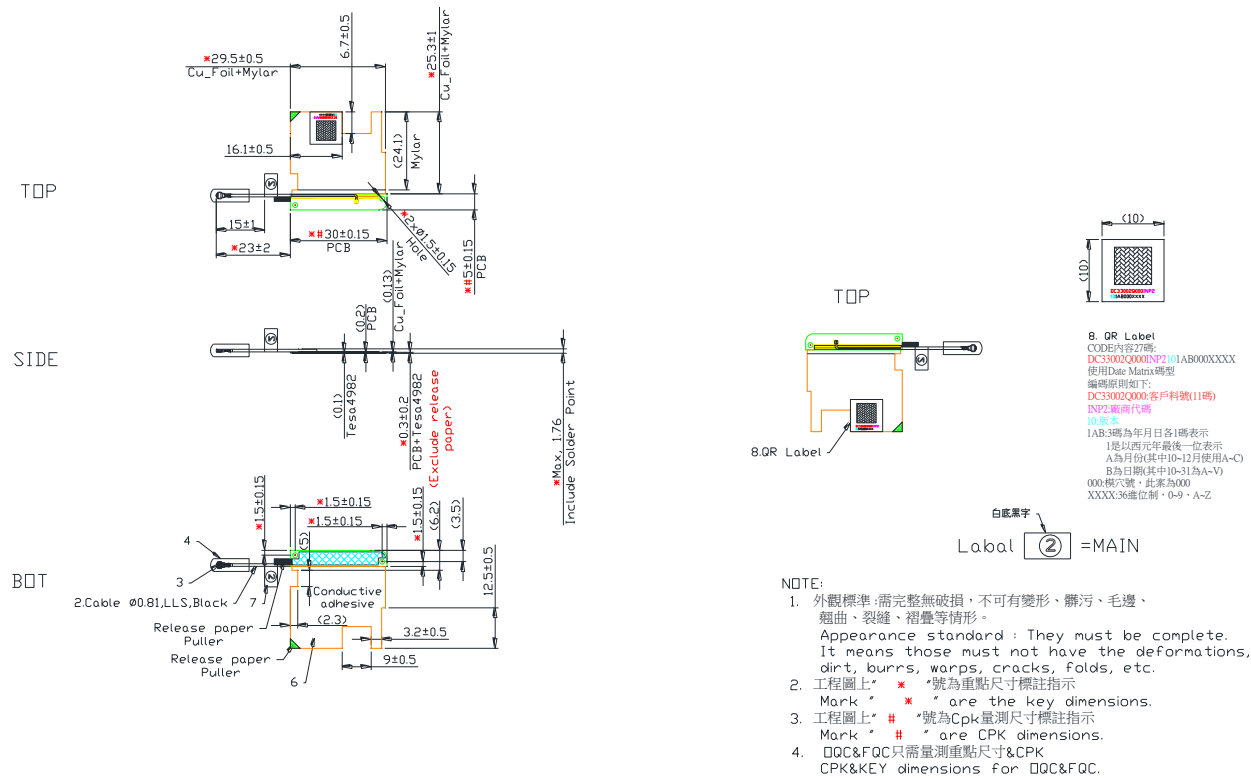 *29.5±0.5
Cu_Foil+Mylar
6.7±0.5
*25.3±1
Cu_Foil+Mylar
16.1±0.5
(24.1)
Mylar
TOP
15±1
*23±2
*#30±0.15
PCB
*2xØ1.5±0.15
Hole
*#5±0.15
PCB
(0.13)
Cu_Foil+Mylar
(0.2)
PCB
SIDE
(0.1)
Tesa4982
*0.3±0.2
PCB+Tesa4982
(Exclude release
paper)
*Max. 1.76
Include Solder Point
*1.5±0.15
*1.5±0.15
*1.5±0.15
*1.5±0.15
(6.2)
(3.5)
(5)
4
BOT
3
2.Cable Ø0.81,LLS,Black
7
2
Conductive
adhesive
12.5±0.5
(2.3)
Release paper
Puller
3.2±0.5
Release paper
Puller
9±0.5
6
TOP
8.QR Label
(10)
(10)
DC33002Q000INP2
101AB000XXXX
8. QR Label
CODE內容27碼:
DC33002Q000INP2101AB000XXXX
使用Date Matrix碼型
編碼原則如下:
DC33002Q000:客戶料號(11碼)
INP2:廠商代碼
10:版本
1AB:3碼為年月日各1碼表示
1是以西元年最後一位表示
A為月份(其中10~12月使用A~C)
B為日期(其中10~31為A~V)
000:模穴號，此案為000
XXXX:36進位制，0~9、A~Z
白底黑字
Labal 2 =MAIN
NOTE:
1. 外觀標準:需完整無破損，不可有變形、髒污、毛邊、
翹曲、裂縫、褶疊等情形。
Appearance standard : They must be complete.
It means those must not have the deformations,
dirt, burrs, warps, cracks, folds, etc.
2. 工程圖上" * "號為重點尺寸標註指示
Mark " * " are the key dimensions.
3. 工程圖上" # "號為Cpk量測尺寸標註指示
Mark " # " are CPK dimensions.
4. OQC&FQC只需量測重點尺寸&CPK
CPK&KEY dimensions for OQC&FQC.